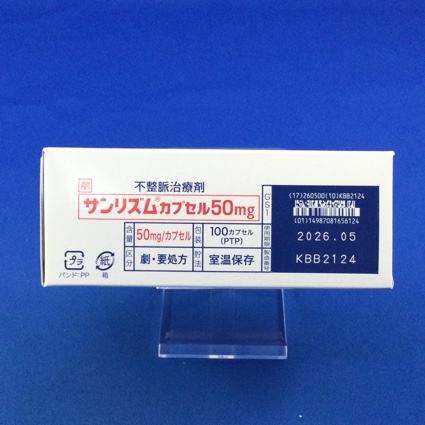 劇
不整脈治療剤
サンリズム®カプセル50mg
含量
50mg/カプセル
包装
100カプセル
(PTP)
区分
劇・要処方
貯法
室温保存
プラ
バンド:PP
紙
箱
GS1
(17)260500(10)KBB2124
(01)14987081656124
使用期限
2026.05
製造番号
KBB2124